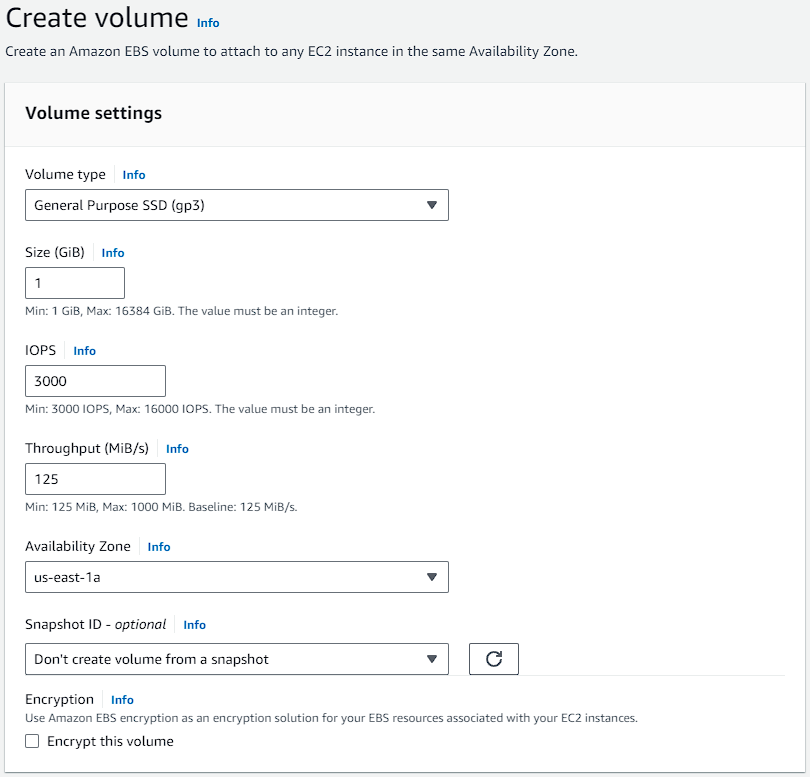 Create volume Info
Create an Amazon EBS volume to attach to any EC2 instance in the same Availability Zone.
Volume settings
Volume type Info
General Purpose SSD (gp3)
Size (GiB) Info
1
Min: 1 GiB, Max: 16384 GiB. The value must be an integer.
IOPS Info
3000
Min: 3000 IOPS, Max: 16000 IOPS. The value must be an integer.
Throughput (MiB/s) Info
125
Min: 125 MiB, Max: 1000 MiB. Baseline: 125 MiB/s.
Availability Zone Info
us-east-1a
Snapshot ID - optional Info
Don't create volume from a snapshot
Encryption Info
Use Amazon EBS encryption as an encryption solution for your EBS resources associated with your EC2 instances.
Encrypt this volume